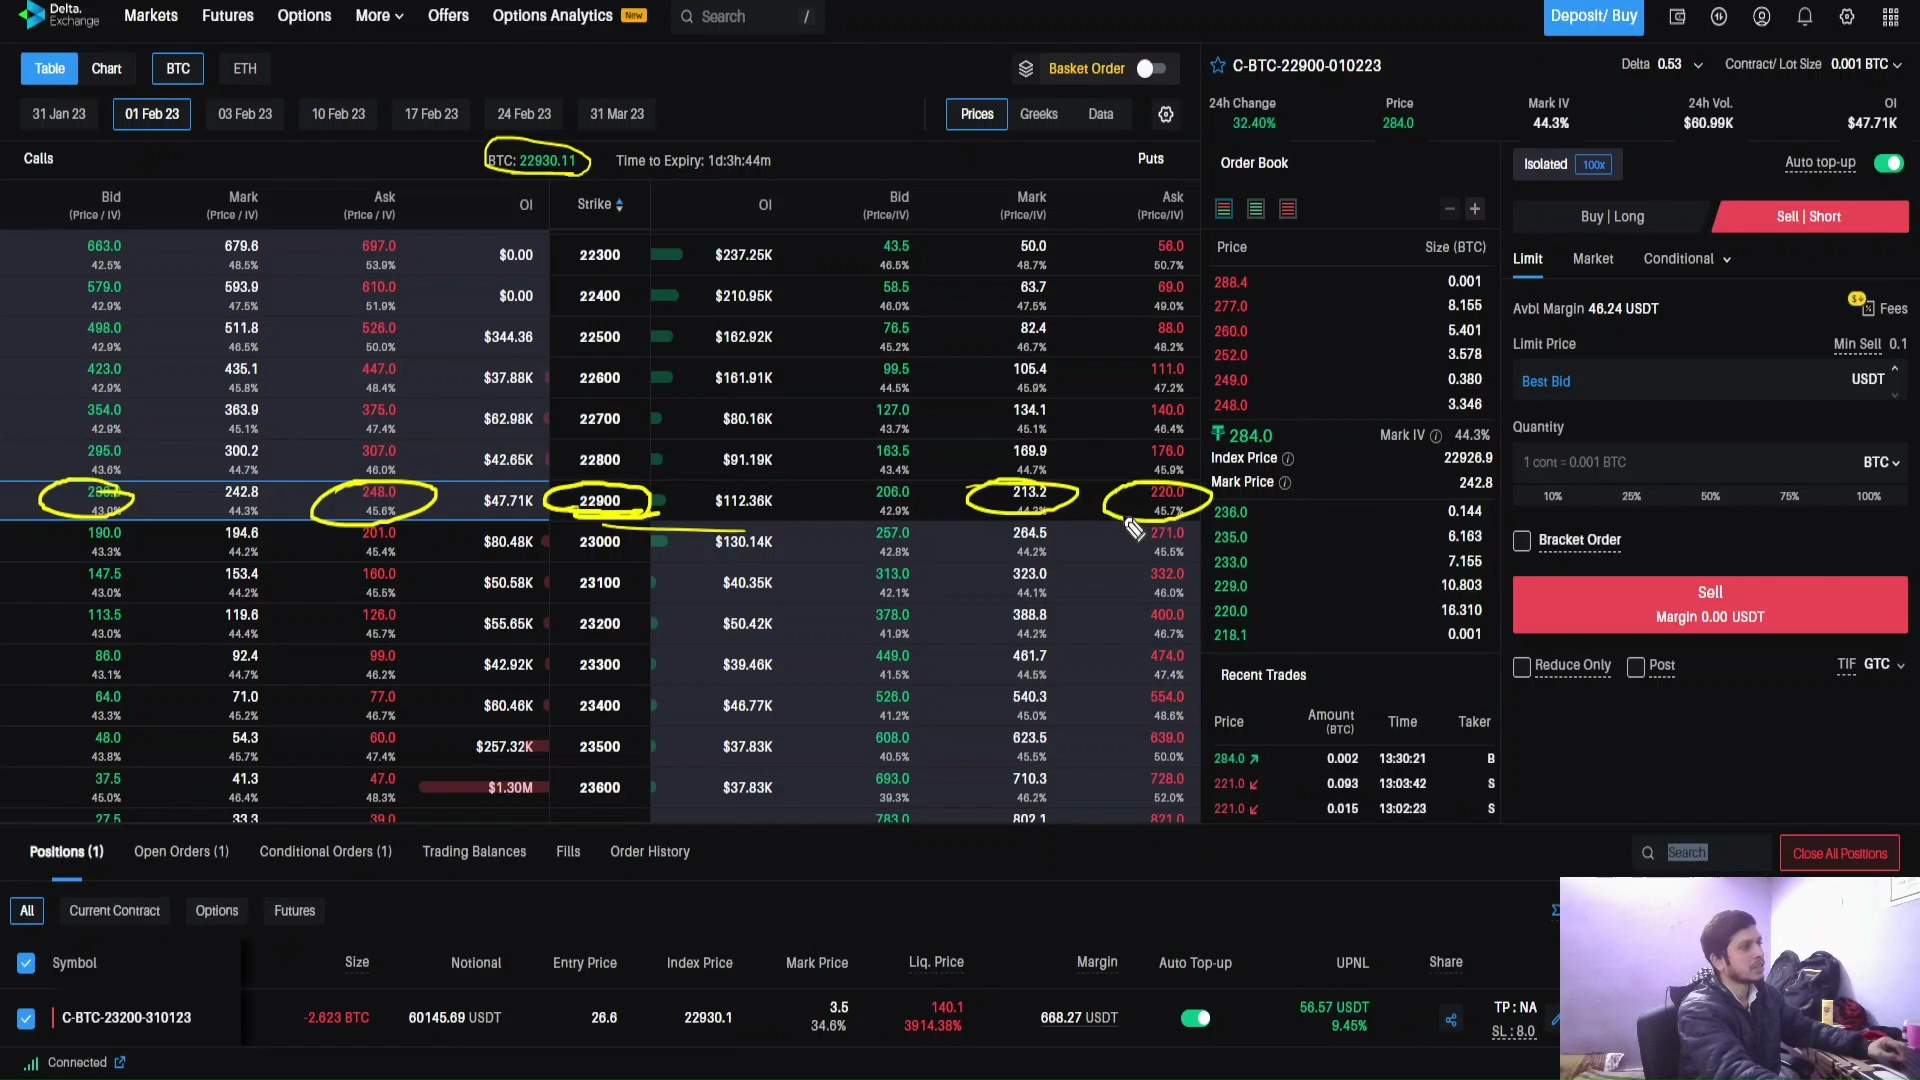 Delta.
Exchange
Markets Futures Options More Offers Options Analytics New Search / Deposit/ Buy
Table Chart BTC ETH Basket Order
31 Jan 23 01 Feb 23 03 Feb 23 10 Feb 23 17 Feb 23 24 Feb 23 31 Mar 23 Prices Greeks Data
Calls BTC: 22930.11 Time to Expiry: 1d:3h:44m Puts
Bid Mark Ask OI Strike OI Bid Mark Ask
(Price / IV) (Price / IV) (Price / IV) (Price/IV) (Price/IV) (Price/IV)
663.0 679.6 697.0 $0.00 22300 $237.25K 43.5 50.0 56.0
42.5% 48.5% 53.9% 46.5% 48.7% 50.7%
579.0 593.9 610.0 $0.00 22400 $210.95K 58.5 63.7 69.0
42.9% 47.5% 51.9% 46.0% 47.5% 49.0%
498.0 511.8 526.0 $344.36 22500 $162.92K 76.5 82.4 88.0
42.9% 46.5% 50.0% 45.2% 46.7% 48.2%
423.0 435.1 447.0 $37.88K 22600 $161.91K 99.5 105.4 111.0
42.9% 45.8% 48.4% 44.5% 45.9% 47.2%
354.0 363.9 375.0 $62.98K 22700 $80.16K 127.0 134.1 140.0
42.9% 45.1% 47.4% 43.7% 45.1% 46.4%
295.0 300.2 307.0 $42.65K 22800 $91.19K 163.5 169.9 176.0
43.6% 44.7% 46.0% 43.4% 44.7% 45.9%
242.8 248.0 $47.71K 22900 $112.36K 206.0 213.2 220.0
43.0% 44.3% 45.6% 42.9% 44.3% 45.7%
190.0 194.6 201.0 $80.48K 23000 $130.14K 257.0 264.5 271.0
43.3% 44.2% 45.4% 42.8% 44.2% 45.5%
147.5 153.4 160.0 $50.58K 23100 $40.35K 313.0 323.0 332.0
43.0% 44.2% 45.5% 42.1% 44.1% 46.0%
113.5 119.6 126.0 $55.65K 23200 $50.42K 378.0 388.8 400.0
43.0% 44.4% 45.7% 41.9% 44.2% 46.7%
86.0 92.4 99.0 $42.92K 23300 $39.46K 449.0 461.7 474.0
43.1% 44.7% 46.2% 41.5% 44.5% 47.4%
64.0 71.0 77.0 $60.46K 23400 $46.77K 526.0 540.3 554.0
43.3% 45.2% 46.7% 41.2% 45.0% 48.6%
48.0 54.3 60.0 $257.32K 23500 $37.83K 608.0 623.5 639.0
43.8% 45.7% 47.4% 40.5% 45.5% 50.0%
37.5 41.3 47.0 $1.30M 23600 $37.83K 693.0 710.3 728.0
45.0% 46.4% 48.3% 39.3% 46.2% 52.0%
27.5 33.3 39.0 783.0 802.1 821.0
C-BTC-22900-010223 Delta 0.53 Contract/ Lot Size 0.001 BTC
24h Change Price Mark IV 24h Vol. OI
32.40% 284.0 44.3% $60.99K $47.71K
Order Book
Price Size (BTC)
288.4 0.001
277.0 8.155
260.0 5.401
252.0 3.578
249.0 0.380
248.0 3.346
284.0 Mark IV 44.3%
Index Price 22926.9
Mark Price 242.8
236.0 0.144
235.0 6.163
233.0 7.155
229.0 10.803
220.0 16.310
218.1 0.001
Recent Trades
Price Amount (BTC) Time Taker
284.0 0.002 13:30:21 B
221.0 0.093 13:03:42 S
221.0 0.015 13:02:23 S
Isolated 100x Auto top-up
Buy | Long Sell | Short
Limit Market Conditional
Avbl Margin 46.24 USDT Fees
Limit Price Min Sell 0.1
Best Bid USDT
Quantity
1 cont = 0.001 BTC BTC
10% 25% 50% 75% 100%
Bracket Order
Sell
Margin 0.00 USDT
Reduce Only Post TIF GTC
Positions (1) Open Orders (1) Conditional Orders (1) Trading Balances Fills Order History Search Close All Positions
All Current Contract Options Futures
Symbol Size Notional Entry Price Index Price Mark Price Liq. Price Margin Auto Top-up UPNL Share
C-BTC-23200-310123 -2.623 BTC 60145.69 USDT 26.6 22930.1 3.5 140.1 668.27 USDT 56.57 USDT TP : NA
34.6% 3914.38% 9.45% SL : 8.0
Connected